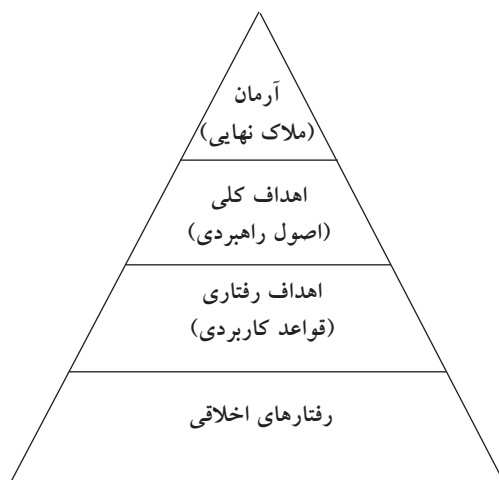 آرمان
(ملاک نهایی)
اهداف کلی
(اصول راهبردی)
اهداف رفتاری
(قواعد کاربردی)
رفتارهای اخلاقی